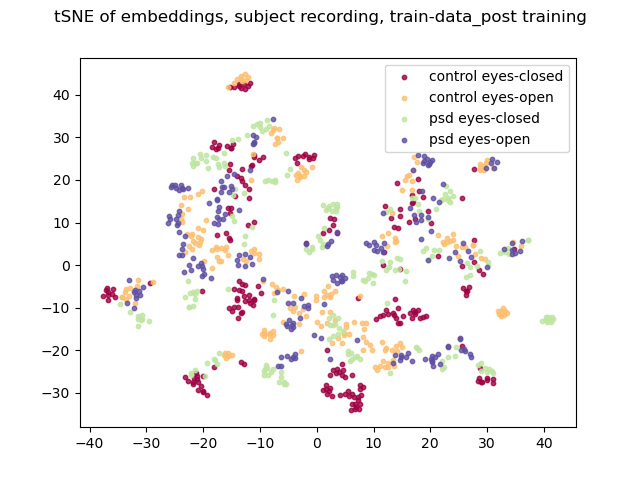 tSNE of embeddings, subject recording, train-data_post training
control eyes-closed
control eyes-open
psd eyes-closed
psd eyes-open
40
30
20
10
0
−10
−20
−30
−40 −30 −20 −10 0 10 20 30 40